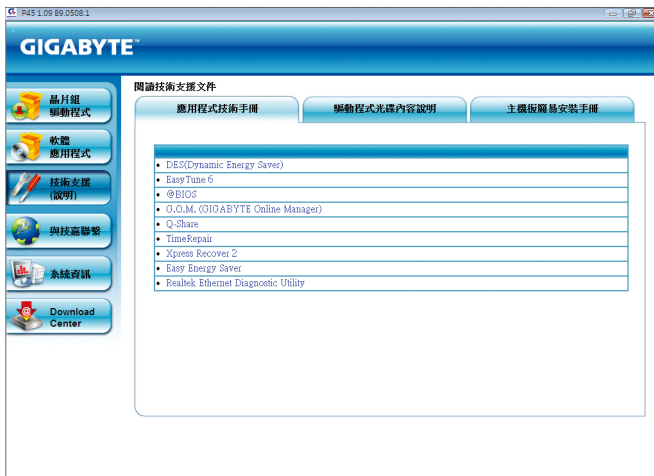 P45 1.09 B9.0508.1
GIGABYTE™
晶片組
驅動程式
軟體
應用程式
技術支援
(說明)
與技嘉聯繫
系統資訊
Download
Center
閱讀技術支援文件
應用程式技術手冊
驅動程式光碟內容說明
主機板簡易安裝手冊
• DES(Dynamic Energy Saver)
• EasyTune 6
• @BIOS
• G.O.M. (GIGABYTE Online Manager)
• Q-Share
• TimeRepair
• Xpress Recover 2
• Easy Energy Saver
• Realtek Ethernet Diagnostic Utility